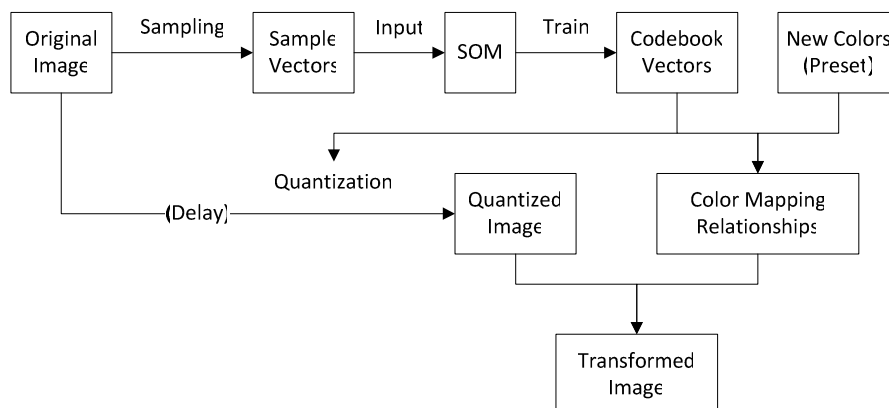 Original
Image
Sampling
Sample
Vectors
Input
SOM
Train
Codebook
Vectors
New Colors
(Preset)
Quantization
(Delay)
Quantized
Image
Color Mapping
Relationships
Transformed
Image